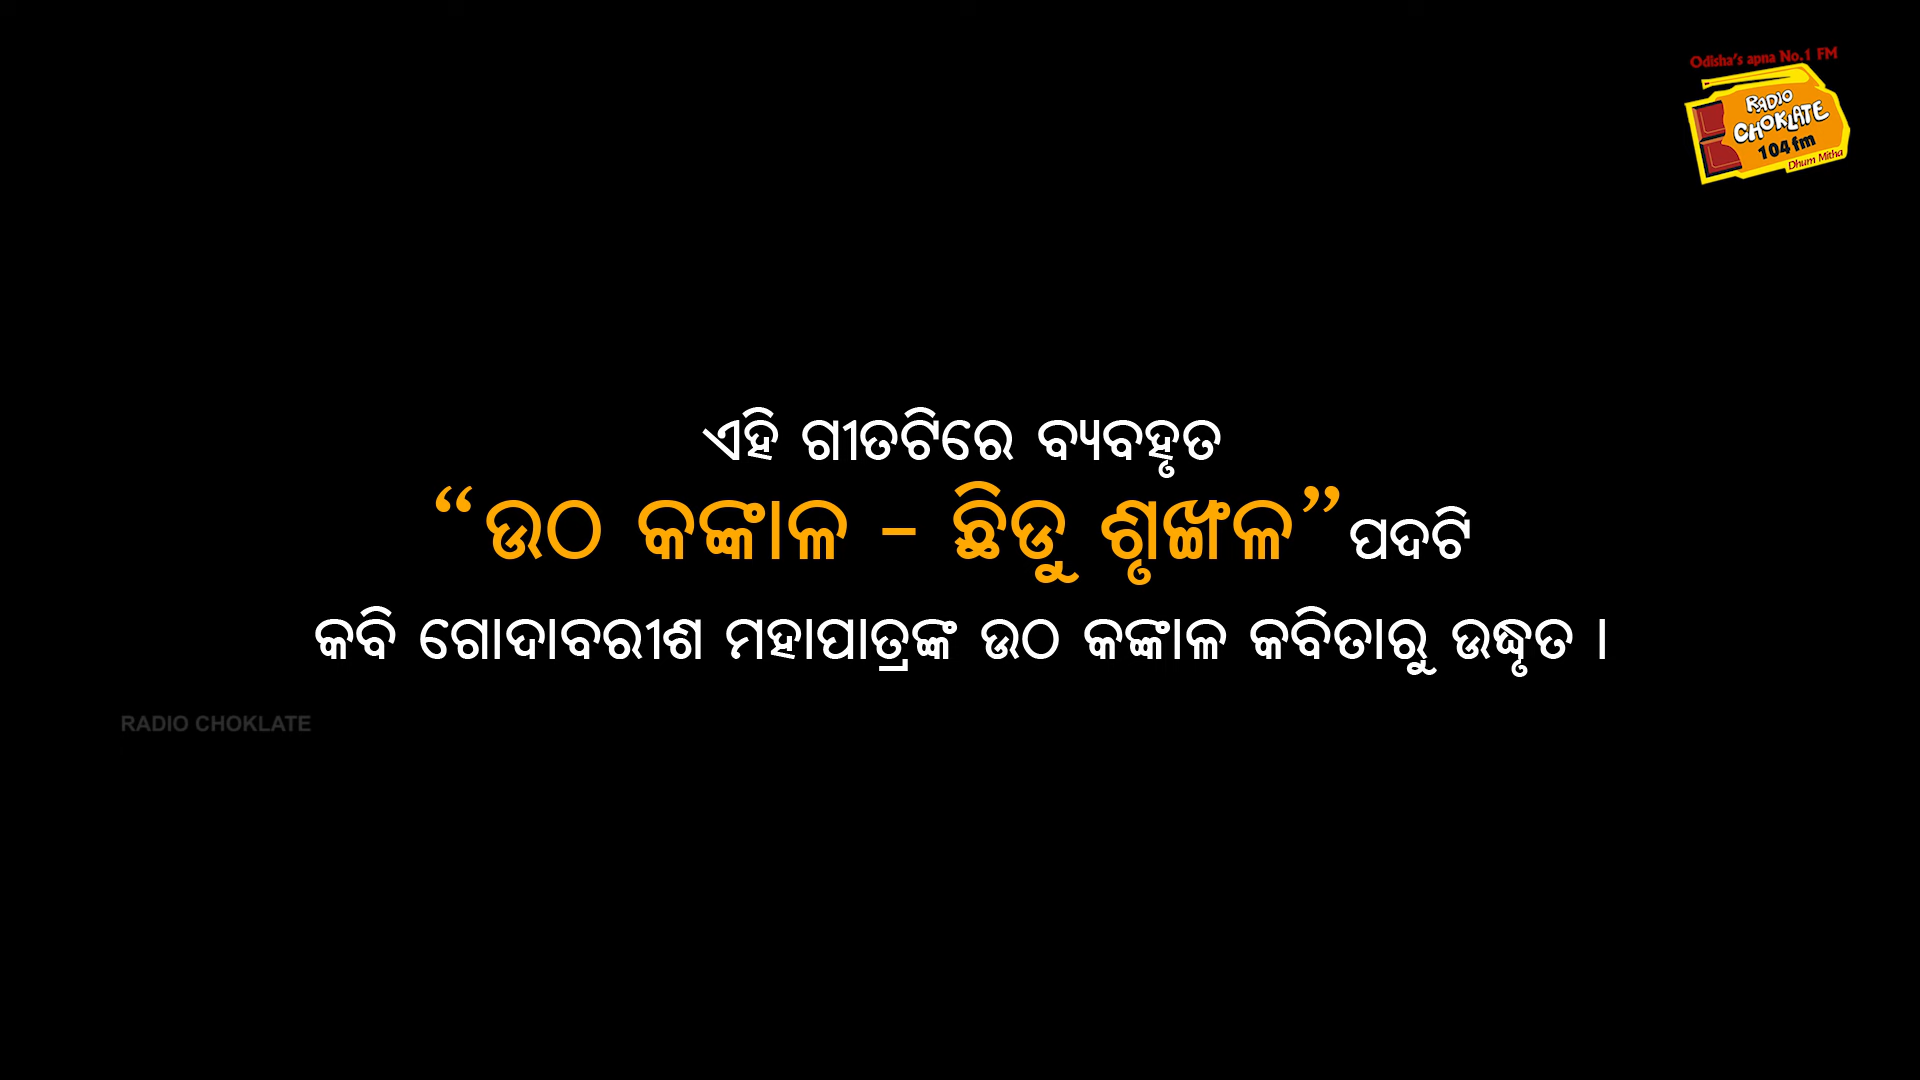 Odisha's apna No.1 FM
RADIO
CHOKLATE
104 fm
Dhum Mitha
ଏହି ଗୀତଟିରେ ବ୍ୟବହୃତ
“ଉଠ କଙ୍କାଳ - ଛିଡୁ ଶୃଙ୍ଖଳ” ପଦଟି
କବି ଗୋଦାବରୀଶ ମହାପାତ୍ରଙ୍କ ଉଠ କଙ୍କାଳ କବିତାରୁ ଉଦ୍ଧୃତ ।
RADIO CHOKLATE